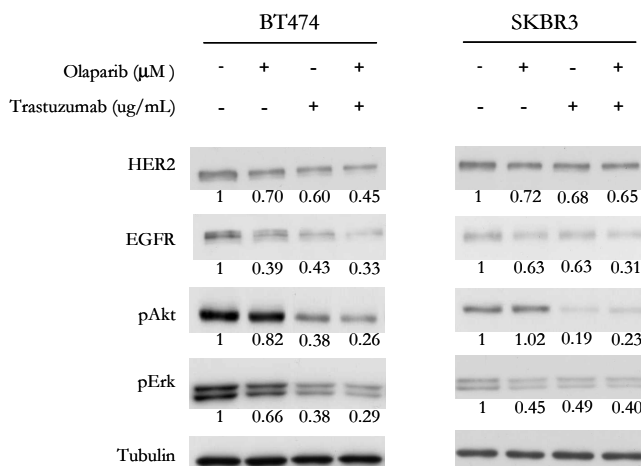 BT474 SKBR3
Olaparib (μM ) - + - + - + - +
Trastuzumab (ug/mL) - - + + - - + +
HER2
1 0.70 0.60 0.45 1 0.72 0.68 0.65
EGFR
1 0.39 0.43 0.33 1 0.63 0.63 0.31
pAkt
1 0.82 0.38 0.26 1 1.02 0.19 0.23
pErk
1 0.66 0.38 0.29 1 0.45 0.49 0.40
Tubulin